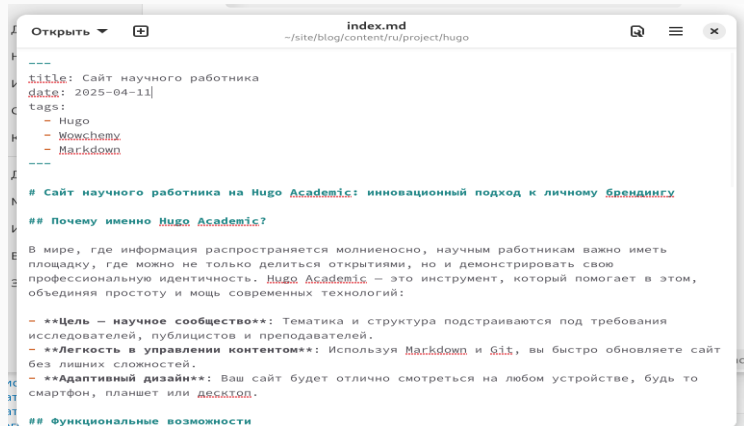 index.md
Открыть
~/site/blog/content/ru/project/hugo
---
title: Сайт научного работника
date: 2025-04-11
tags:
- Hugo
- Wowchemy
- Markdown
---
# Сайт научного работника на Hugo Academic: инновационный подход к личному брендингу
## Почему именно Hugo Academic?
В мире, где информация распространяется молниеносно, научным работникам важно иметь
площадку, где можно не только делиться открытиями, но и демонстрировать свою
профессиональную идентичность. Hugo Academic — это инструмент, который помогает в этом,
объединяя простоту и мощь современных технологий:
- **Цель — научное сообщество**: Тематика и структура подстраиваются под требования
исследователей, публицистов и преподавателей.
- **Легкость в управлении контентом**: Используя Markdown и Git, вы быстро обновляете сайт
без лишних сложностей.
- **Адаптивный дизайн**: Ваш сайт будет отлично смотреться на любом устройстве, будь то
смартфон, планшет или десктоп.
## Функциональные возможности